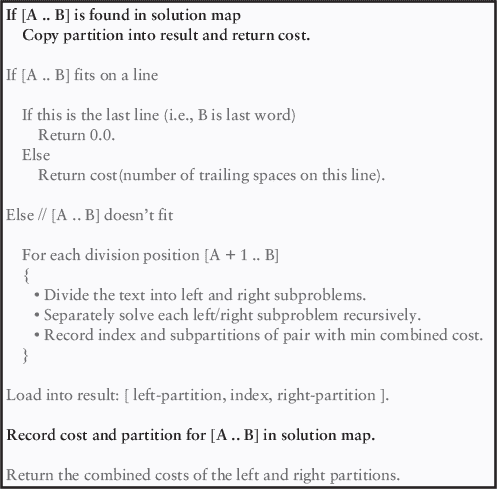 If [A .. B] is found in solution map
Copy partition into result and return cost.
If [A .. B] fits on a line
If this is the last line (i.e., B is last word)
Return 0.0.
Else
Return cost(number of trailing spaces on this line).
Else // [A .. B] doesn't fit
For each division position [A + 1 .. B]
{
• Divide the text into left and right subproblems.
• Separately solve each left/right subproblem recursively.
• Record index and subpartitions of pair with min combined cost.
}
Load into result: [ left-partition, index, right-partition ].
Record cost and partition for [A .. B] in solution map.
Return the combined costs of the left and right partitions.